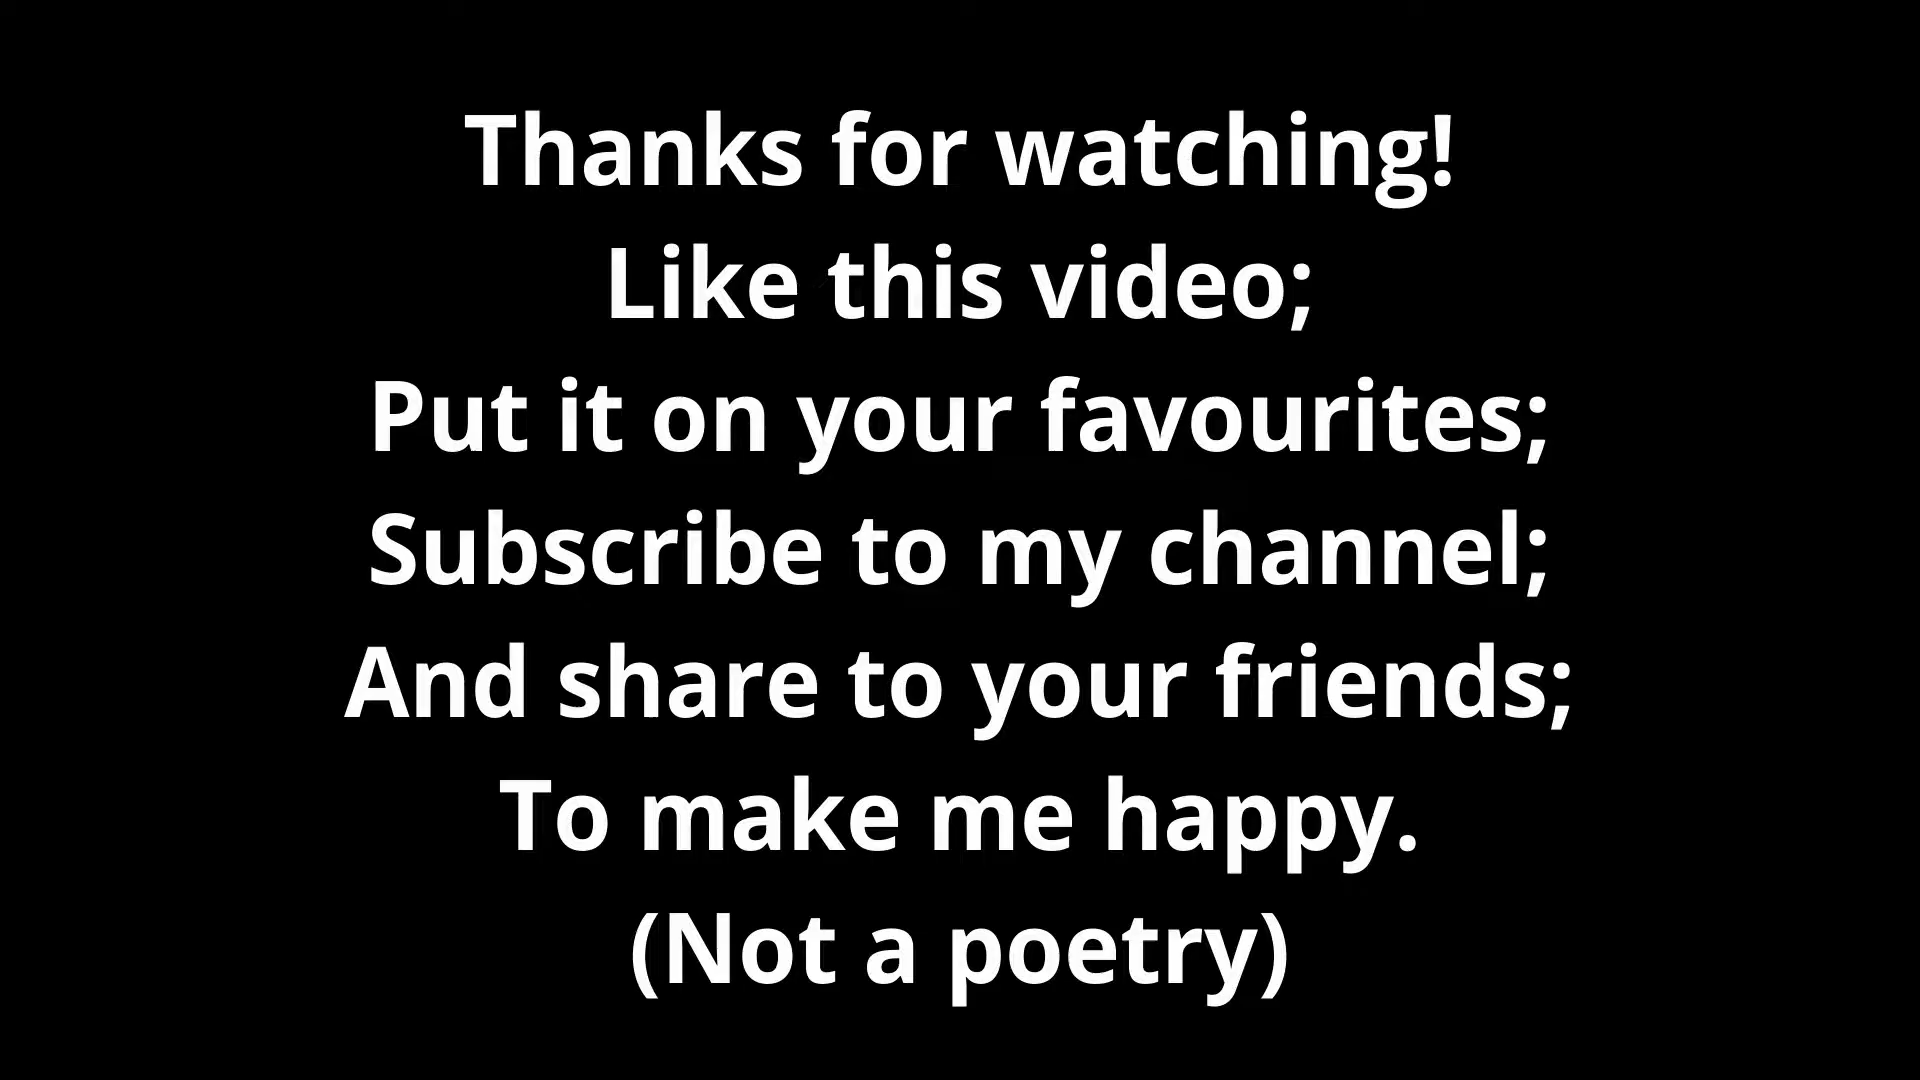 Thanks for watching!
Like this video;
Put it on your favourites;
Subscribe to my channel;
And share to your friends;
To make me happy.
(Not a poetry)